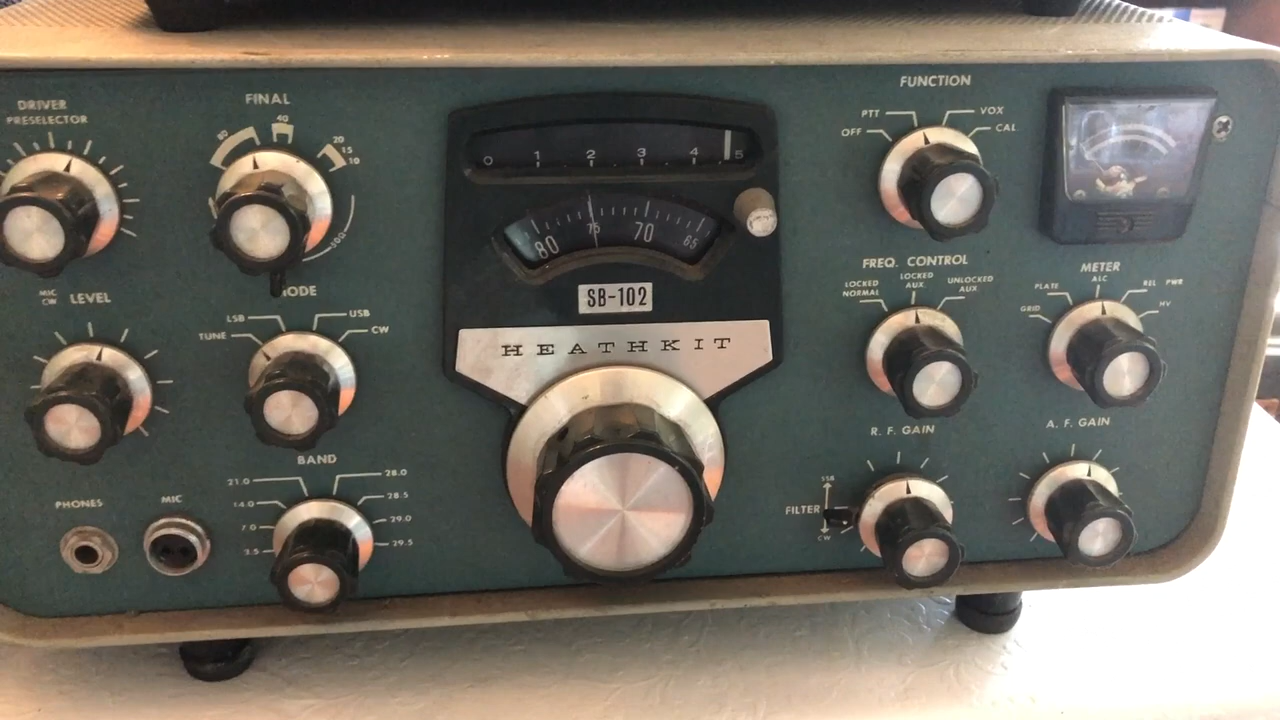 DRIVER
PRESELECTOR
FINAL
80 40 20 15 10
500
0 1 2 3 4 5
80 75 70 65
SB-102
HEATHKIT
FUNCTION
OFF PTT VOX CAL.
MIC
CW LEVEL
MODE
TUNE LSB USB CW
FREQ. CONTROL
LOCKED
NORMAL
LOCKED
AUX.
UNLOCKED
AUX
METER
GRID PLATE ALC REL PWR HV
BAND
3.5 7.0 14.0 21.0 28.0 28.5 29.0 29.5
PHONES
MIC
R. F. GAIN
A. F. GAIN
FILTER
SSB
CW